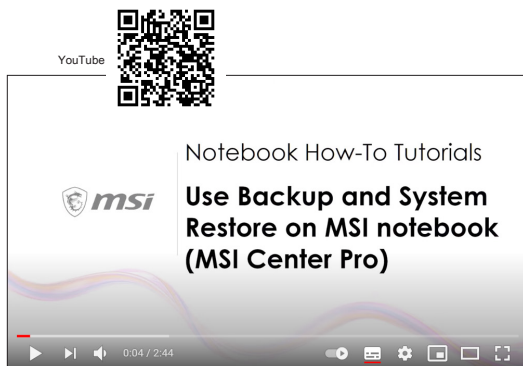 YouTube
Notebook How-To Tutorials
msi
Use Backup and System
Restore on MSI notebook
(MSI Center Pro)
0:04 / 2:44